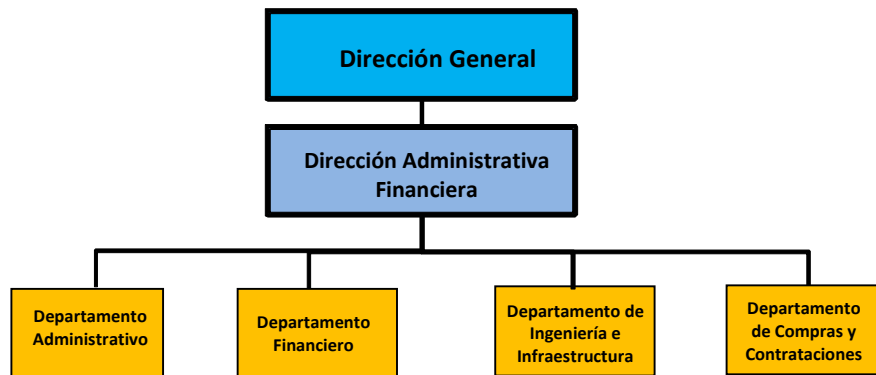 Dirección General
Dirección Administrativa
Financiera
Departamento
Administrativo
Departamento
Financiero
Departamento de
Ingeniería e
Infraestructura
Departamento
de Compras y
Contrataciones